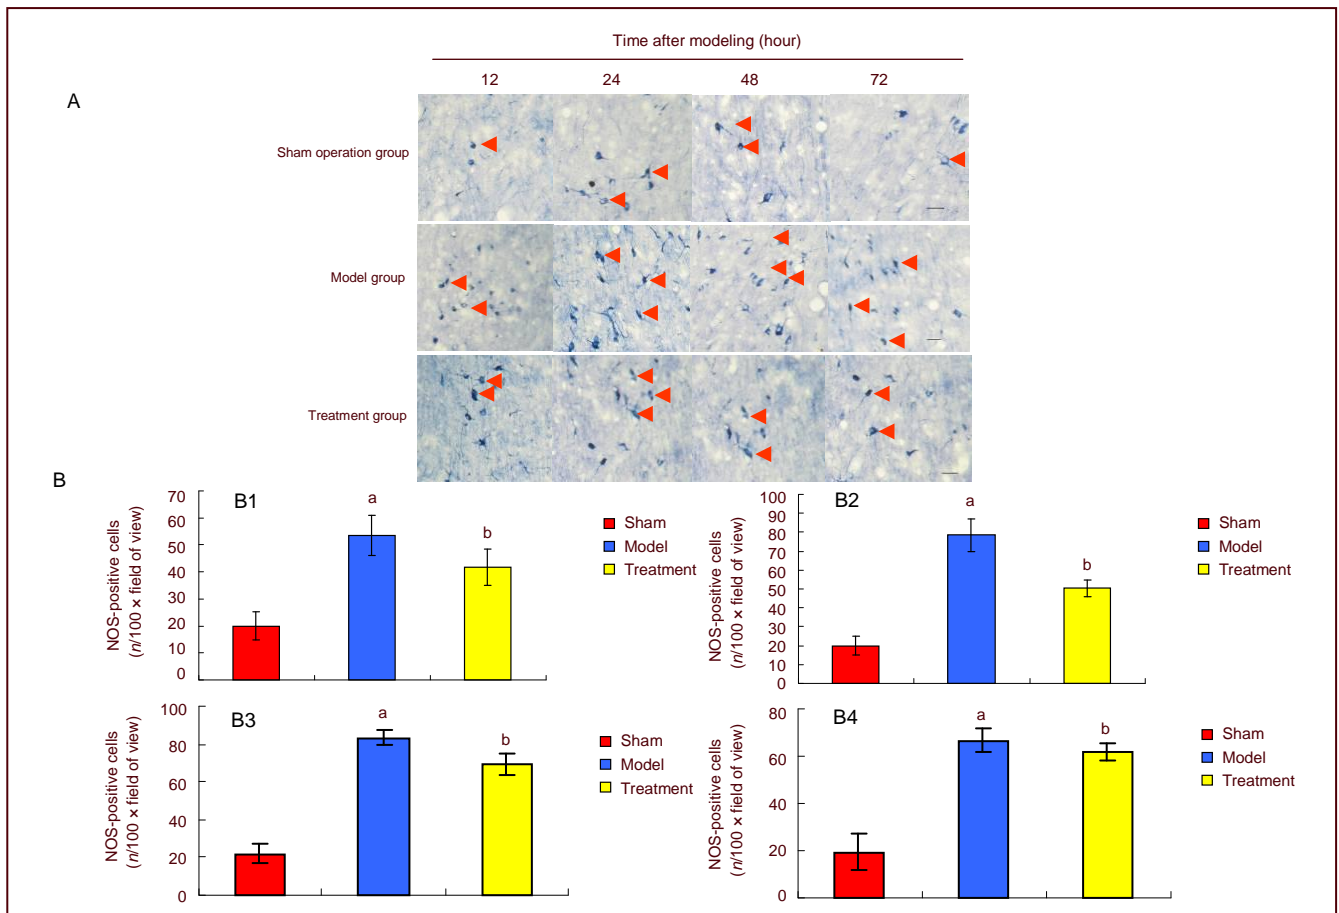 Time after modeling (hour)
12 24 48 72
A
Sham operation group
Model group
Treatment group
B
B1
NOS-positive cells
(n/100 × field of view)
70
60
50
40
30
20
10
0
a
b
Sham
Model
Treatment
B2
NOS-positive cells
(n/100 × field of view)
100
90
80
70
60
50
40
30
20
10
0
a
b
Sham
Model
Treatment
B3
NOS-positive cells
(n/100 × field of view)
100
80
60
40
20
0
a
b
Sham
Model
Treatment
B4
NOS-positive cells
(n/100 × field of view)
80
60
40
20
0
a
b
Sham
Model
Treatment